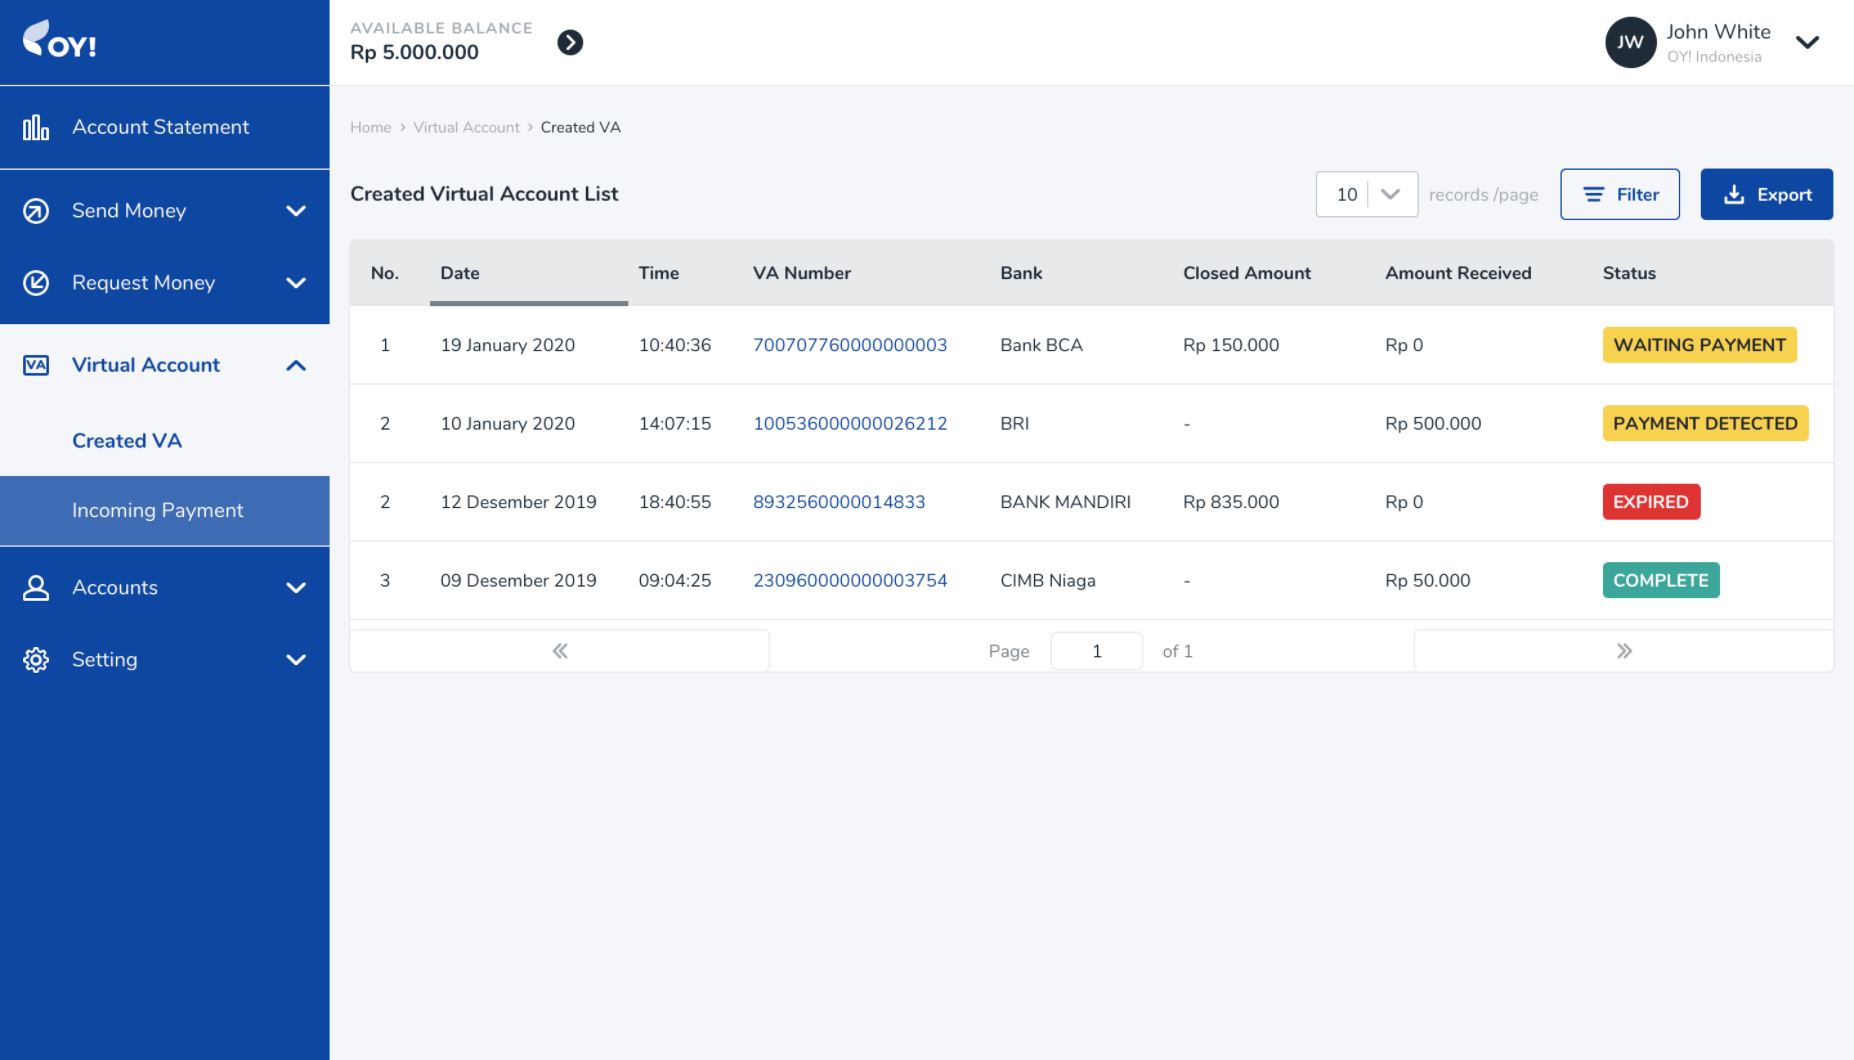 OY!
AVAILABLE BALANCE
Rp 5.000.000
JW
John White
OY! Indonesia
Account Statement
Send Money
Request Money
VA Virtual Account
Created VA
Incoming Payment
Accounts
Setting
Home > Virtual Account > Created VA
Created Virtual Account List
10 records /page Filter Export
No. Date Time VA Number Bank Closed Amount Amount Received Status
1 19 January 2020 10:40:36 700707760000000003 Bank BCA Rp 150.000 Rp 0 WAITING PAYMENT
2 10 January 2020 14:07:15 100536000000026212 BRI - Rp 500.000 PAYMENT DETECTED
2 12 Desember 2019 18:40:55 8932560000014833 BANK MANDIRI Rp 835.000 Rp 0 EXPIRED
3 09 Desember 2019 09:04:25 230960000000003754 CIMB Niaga - Rp 50.000 COMPLETE
« Page 1 of 1 »